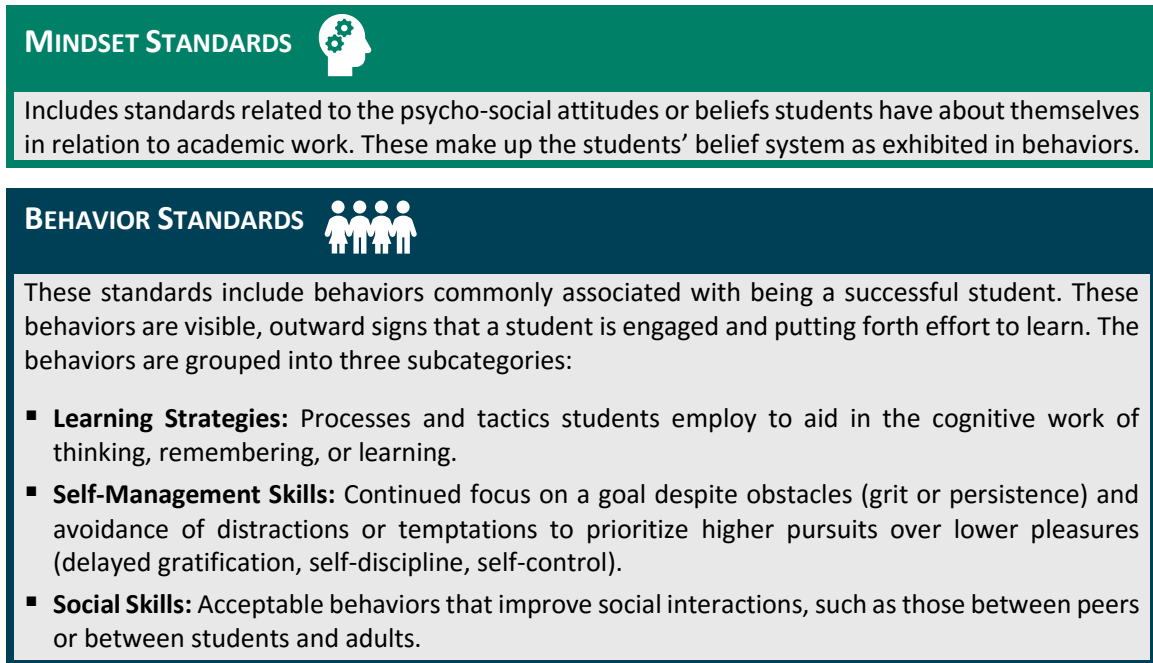 MINDSET STANDARDS
Includes standards related to the psycho-social attitudes or beliefs students have about themselves
in relation to academic work. These make up the students’ belief system as exhibited in behaviors.
BEHAVIOR STANDARDS
These standards include behaviors commonly associated with being a successful student. These
behaviors are visible, outward signs that a student is engaged and putting forth effort to learn. The
behaviors are grouped into three subcategories:
▪ Learning Strategies: Processes and tactics students employ to aid in the cognitive work of
thinking, remembering, or learning.
▪ Self-Management Skills: Continued focus on a goal despite obstacles (grit or persistence) and
avoidance of distractions or temptations to prioritize higher pursuits over lower pleasures
(delayed gratification, self-discipline, self-control).
▪ Social Skills: Acceptable behaviors that improve social interactions, such as those between peers
or between students and adults.